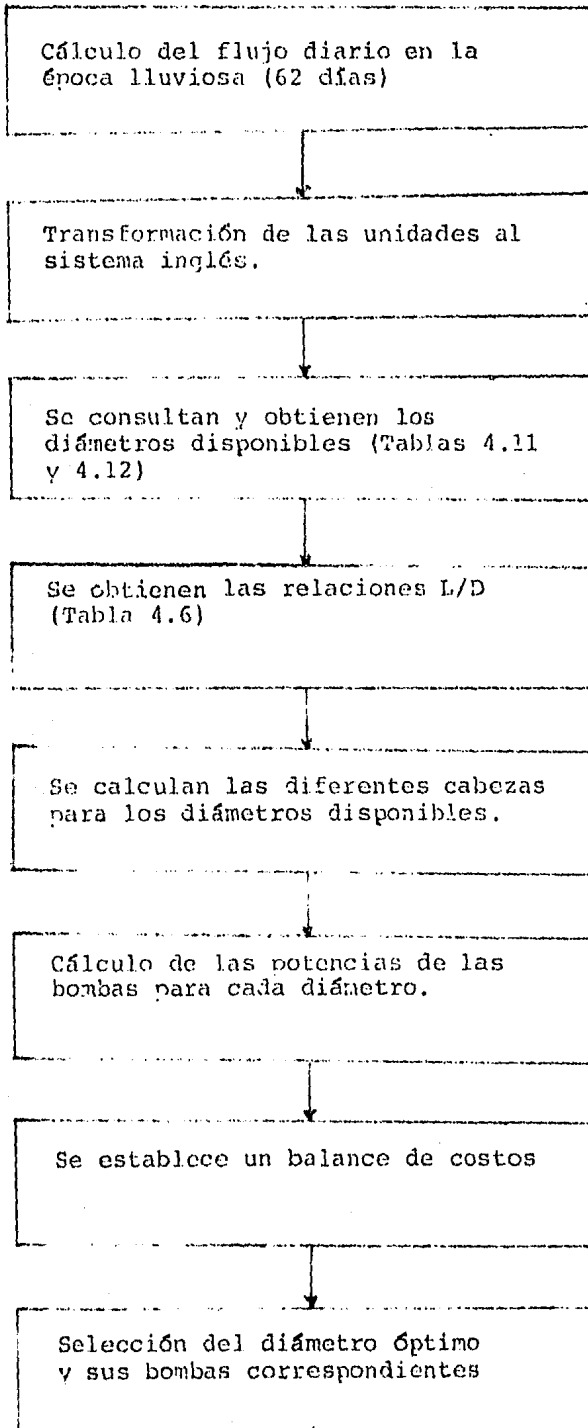 Cálculo del flujo diario en la
época lluviosa (62 días)
Transformación de las unidades al
sistema inglés.
Se consultan y obtienen los
diámetros disponibles (Tablas 4.11
y 4.12)
Se obtienen las relaciones L/D
(Tabla 4.6)
Se calculan las diferentes cabezas
para los diámetros disponibles.
Cálculo de las potencias de las
bombas para cada diámetro.
Se establece un balance de costos
Selección del diámetro óptimo
y sus bombas correspondientes